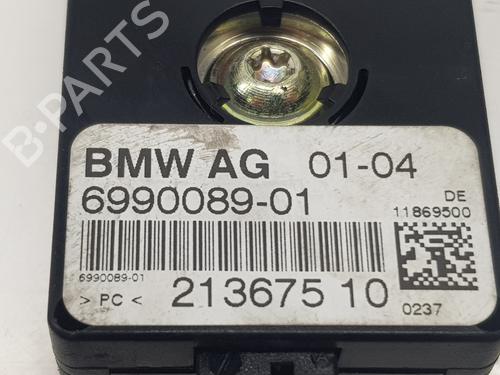 B-PARTS
BMW AG 01-04
6990089-01
DE
11869500
6990089-01
> PC < 213675 10
0237